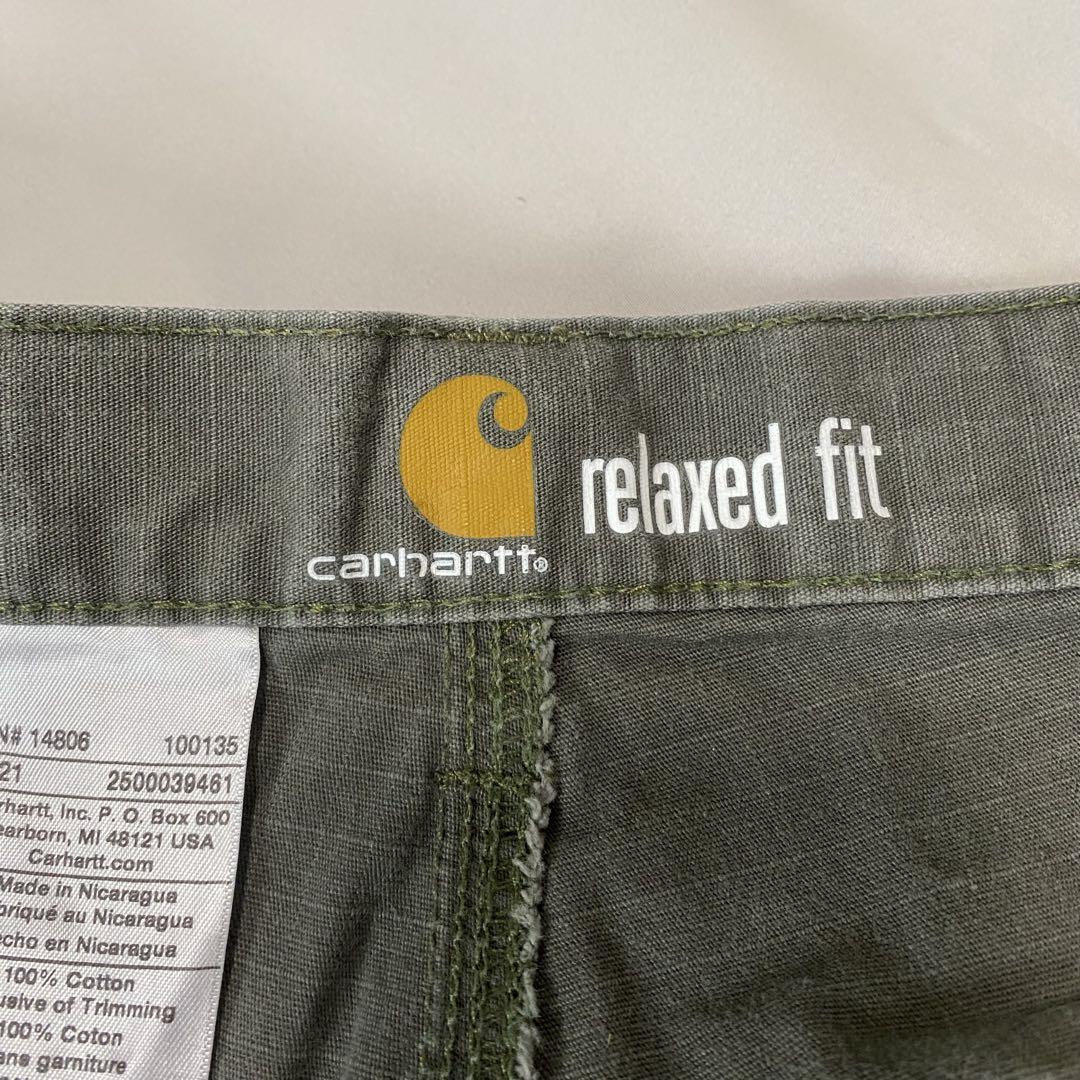 carhartt®
relaxed fit
N# 14806 100135
21 2500039461
rhartt, Inc. P. O. Box 600
earborn, MI 48121 USA
Carhartt.com
Made in Nicaragua
briqué au Nicaragua
echo en Nicaragua
100% Cotton
usive of Trimming
100% Coton
ans garniture